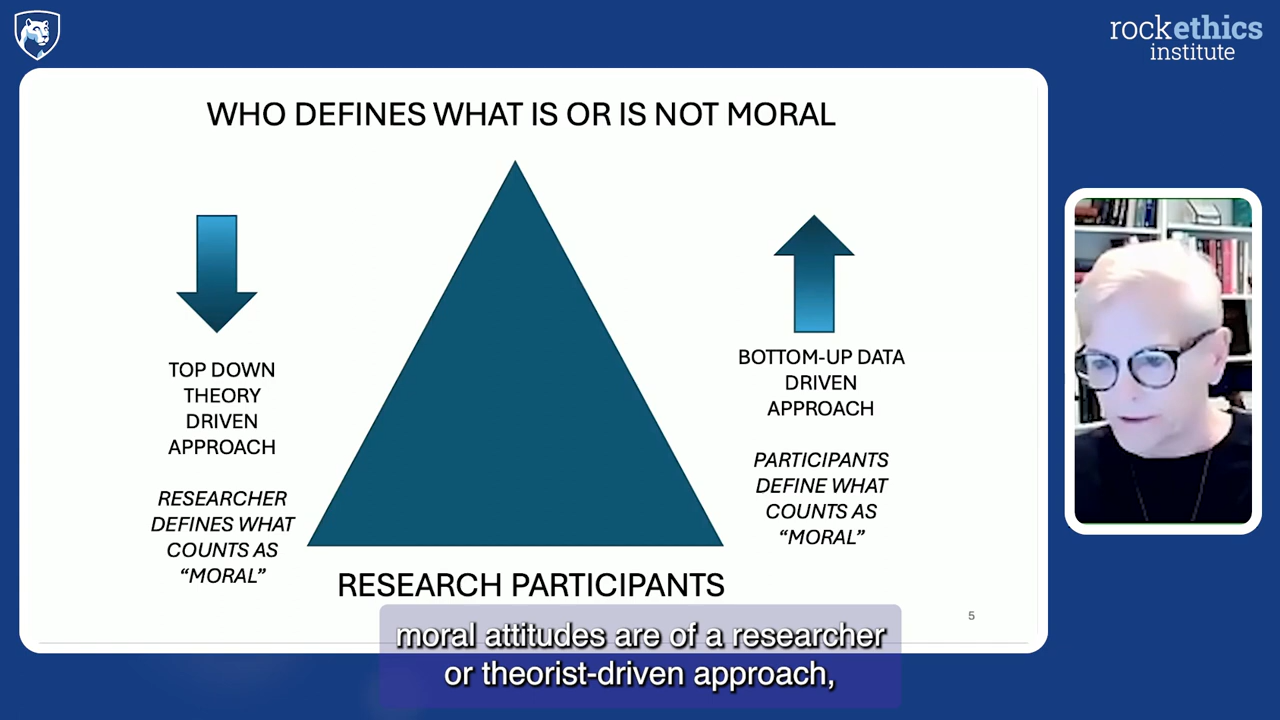 rockethics
institute
WHO DEFINES WHAT IS OR IS NOT MORAL
TOP DOWN
THEORY
DRIVEN
APPROACH
RESEARCHER
DEFINES WHAT
COUNTS AS
“MORAL”
BOTTOM-UP DATA
DRIVEN
APPROACH
PARTICIPANTS
DEFINE WHAT
COUNTS AS
“MORAL”
RESEARCH PARTICIPANTS
5
moral attitudes are of a researcher
or theorist-driven approach,